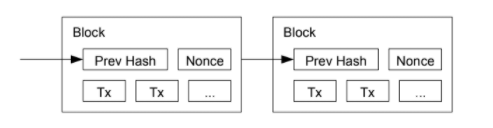 Block
Prev Hash Nonce
Tx Tx ...
Block
Prev Hash Nonce
Tx Tx ...